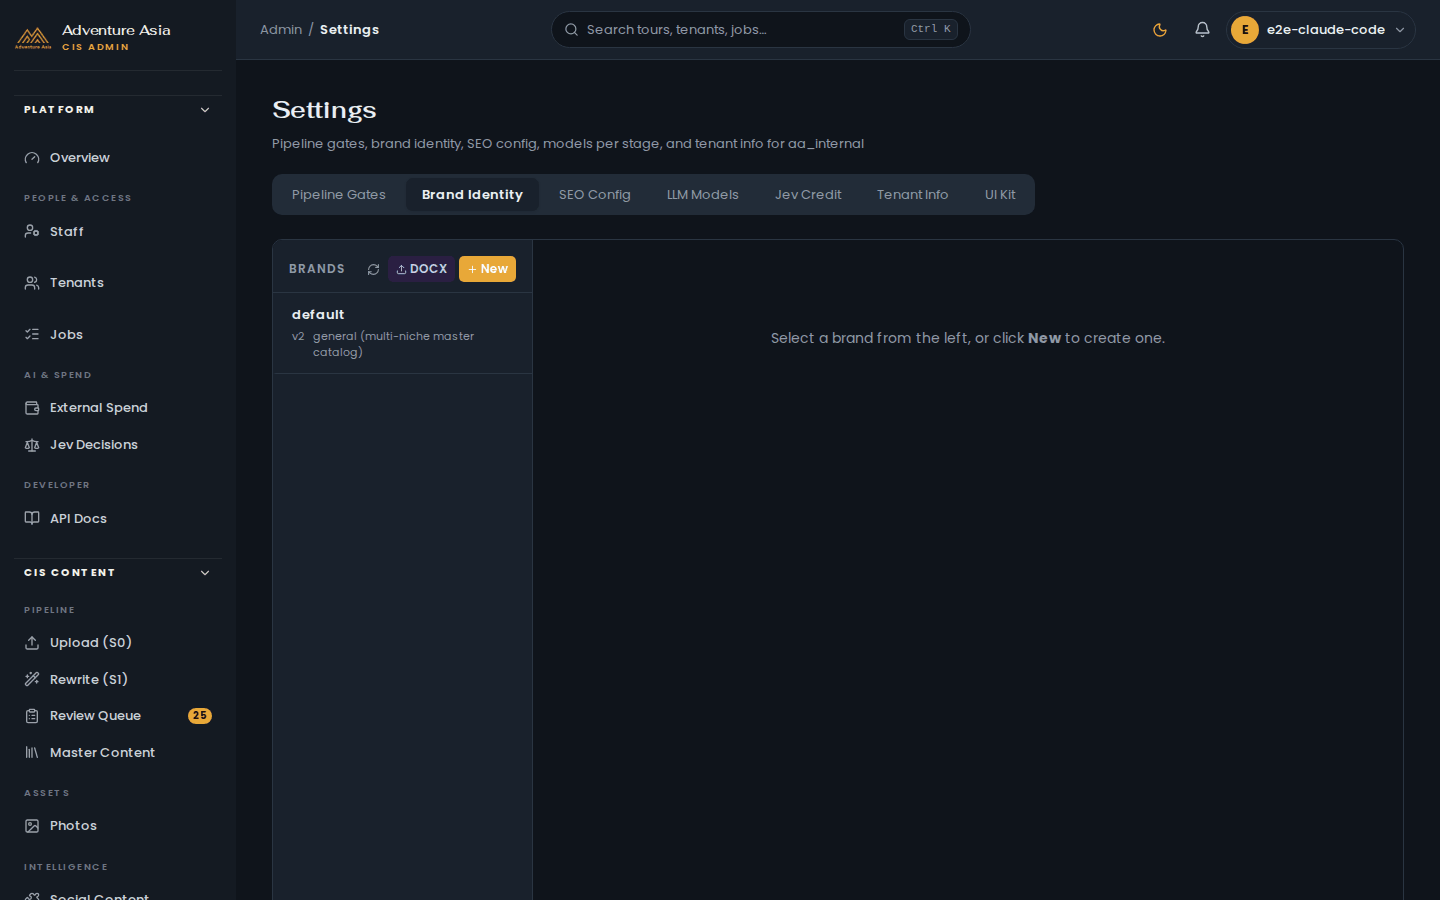 Adventure Asia
CIS ADMIN
Adventure Asia
PLATFORM
Overview
PEOPLE & ACCESS
Staff
Tenants
Jobs
AI & SPEND
External Spend
Jev Decisions
DEVELOPER
API Docs
CIS CONTENT
PIPELINE
Upload (S0)
Rewrite (S1)
Review Queue 25
Master Content
ASSETS
Photos
INTELLIGENCE
Social Content
Admin / Settings
Search tours, tenants, jobs... Ctrl K
E e2e-claude-code
Settings
Pipeline gates, brand identity, SEO config, models per stage, and tenant info for aa_internal
Pipeline Gates Brand Identity SEO Config LLM Models Jev Credit Tenant Info UI Kit
BRANDS DOCX + New
default
v2 general (multi-niche master
catalog)
Select a brand from the left, or click New to create one.